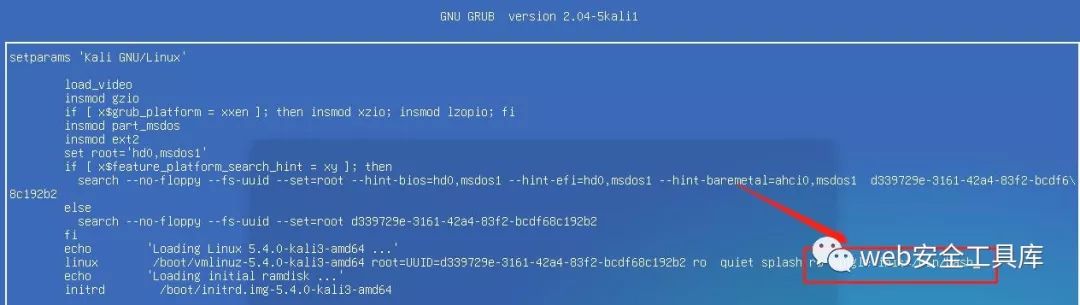 GNU GRUB version 2.04-5kali1
setparams 'Kali GNU/Linux'
load_video
insmod gzio
if [ x$grub_platform = xxen ]; then insmod xzio; insmod lzopio; fi
insmod part_msdos
insmod ext2
set root='hd0,msdos1'
if [ x$feature_platform_search_hint = xy ]; then
search --no-floppy --fs-uuid --set=root --hint-bios=hd0,msdos1 --hint-efi=hd0,msdos1 --hint-baremetal=ahci0,msdos1 d339729e-3161-42a4-83f2-bcdf6\
8c192b2
else
search --no-floppy --fs-uuid --set=root d339729e-3161-42a4-83f2-bcdf68c192b2
fi
echo 'Loading Linux 5.4.0-kali3-amd64 ...'
linux /boot/vmlinuz-5.4.0-kali3-amd64 root=UUID=d339729e-3161-42a4-83f2-bcdf68c192b2 ro quiet splash
web安全工具库
echo 'Loading initial ramdisk ...'
initrd /boot/initrd.img-5.4.0-kali3-amd64